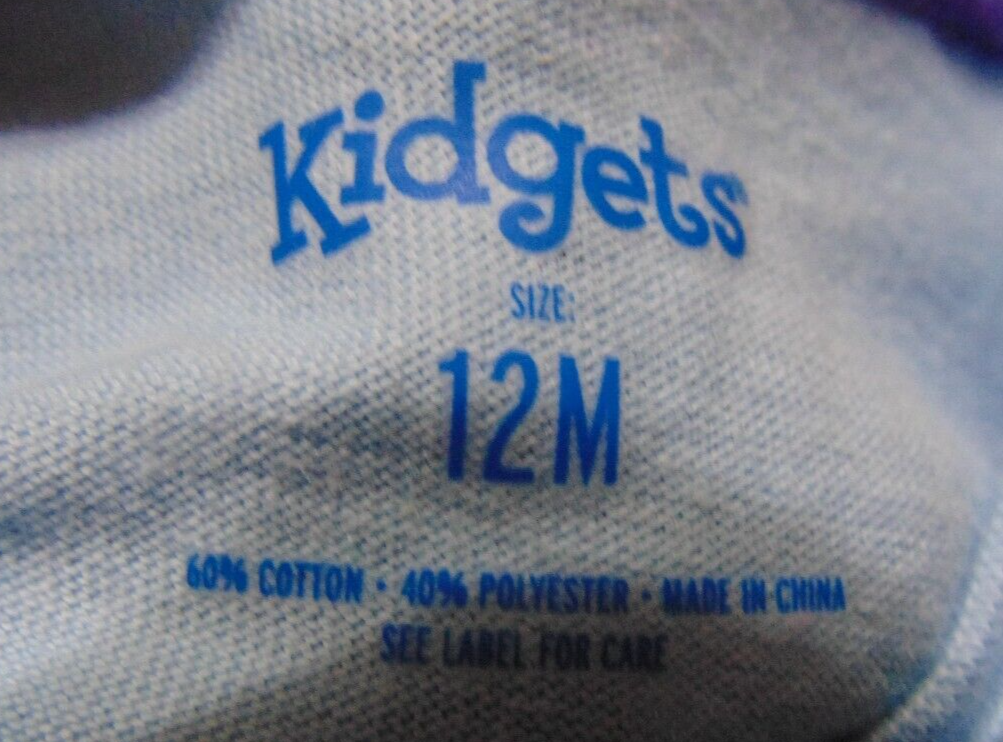 Kidgets®
SIZE:
12M
60% COTTON • 40% POLYESTER • MADE IN CHINA
SEE LABEL FOR CARE